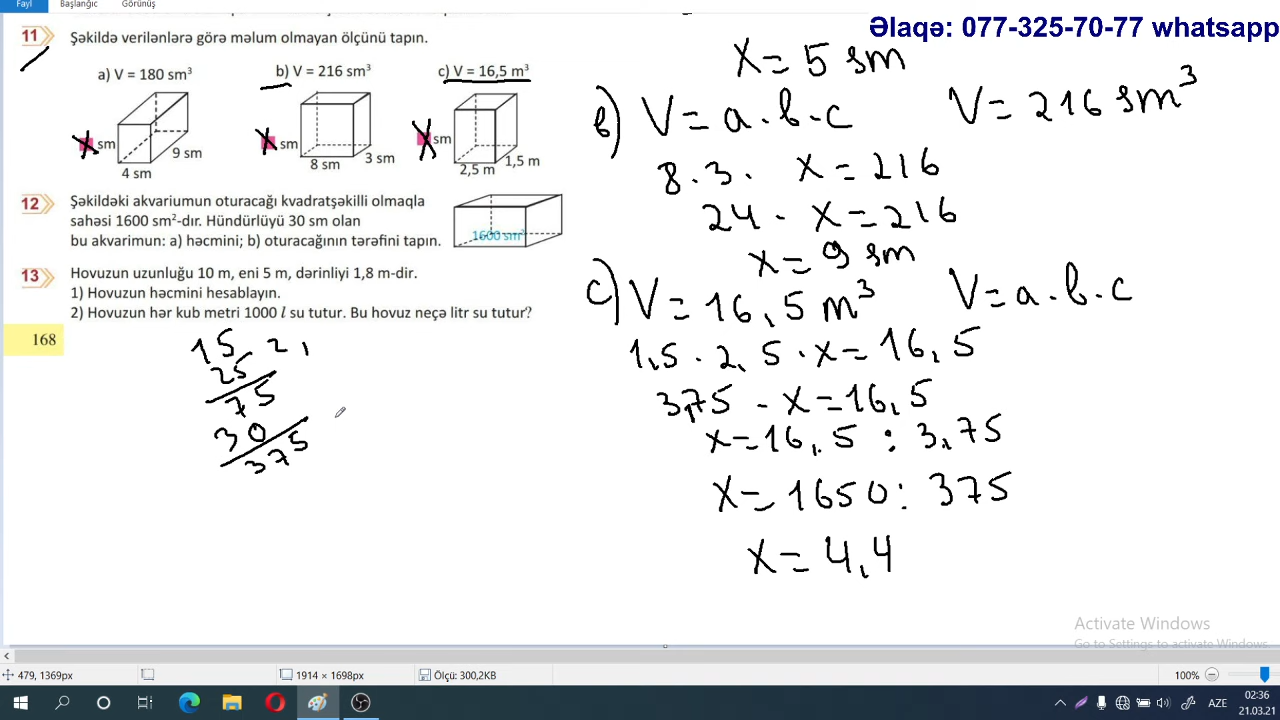 Fayl Başlanğıc Görünüş
Əlaqə: 077-325-70-77 whatsapp
11 Şəkildə verilənlərə görə məlum olmayan ölçünü tapın.
a) V = 180 sm³ b) V = 216 sm³ c) V = 16,5 m³
x sm 9 sm 4 sm
x sm 3 sm 8 sm
x sm 1,5 m 2,5 m
12 Şəkildəki akvariumun oturacağı kvadratşəkilli olmaqla
sahəsi 1600 sm²-dır. Hündürlüyü 30 sm olan
bu akvarimun: a) həcmini; b) oturacağının tərəfini tapın.
1600 sm²
13 Hovuzun uzunluğu 10 m, eni 5 m, dərinliyi 1,8 m-dir.
1) Hovuzun həcmini hesablayın.
2) Hovuzun hər kub metri 1000 l su tutur. Bu hovuz neçə litr su tutur?
168
15 2,
25
75
30
375
x = 5 sm
b) V = a · b · c V = 216 sm³
8 · 3 · x = 216
24 · x = 216
x = 9 sm
c) V = 16,5 m³ V = a · b · c
1,5 · 2,5 · x = 16,5
3,75 · x = 16,5
x = 16,5 : 3,75
x = 1650 : 375
x = 4,4
Activate Windows
Go to Settings to activate Windows.
479, 1369px 1914 × 1698px Ölçü: 300,2KB 100%
AZE 02:36
21.03.21